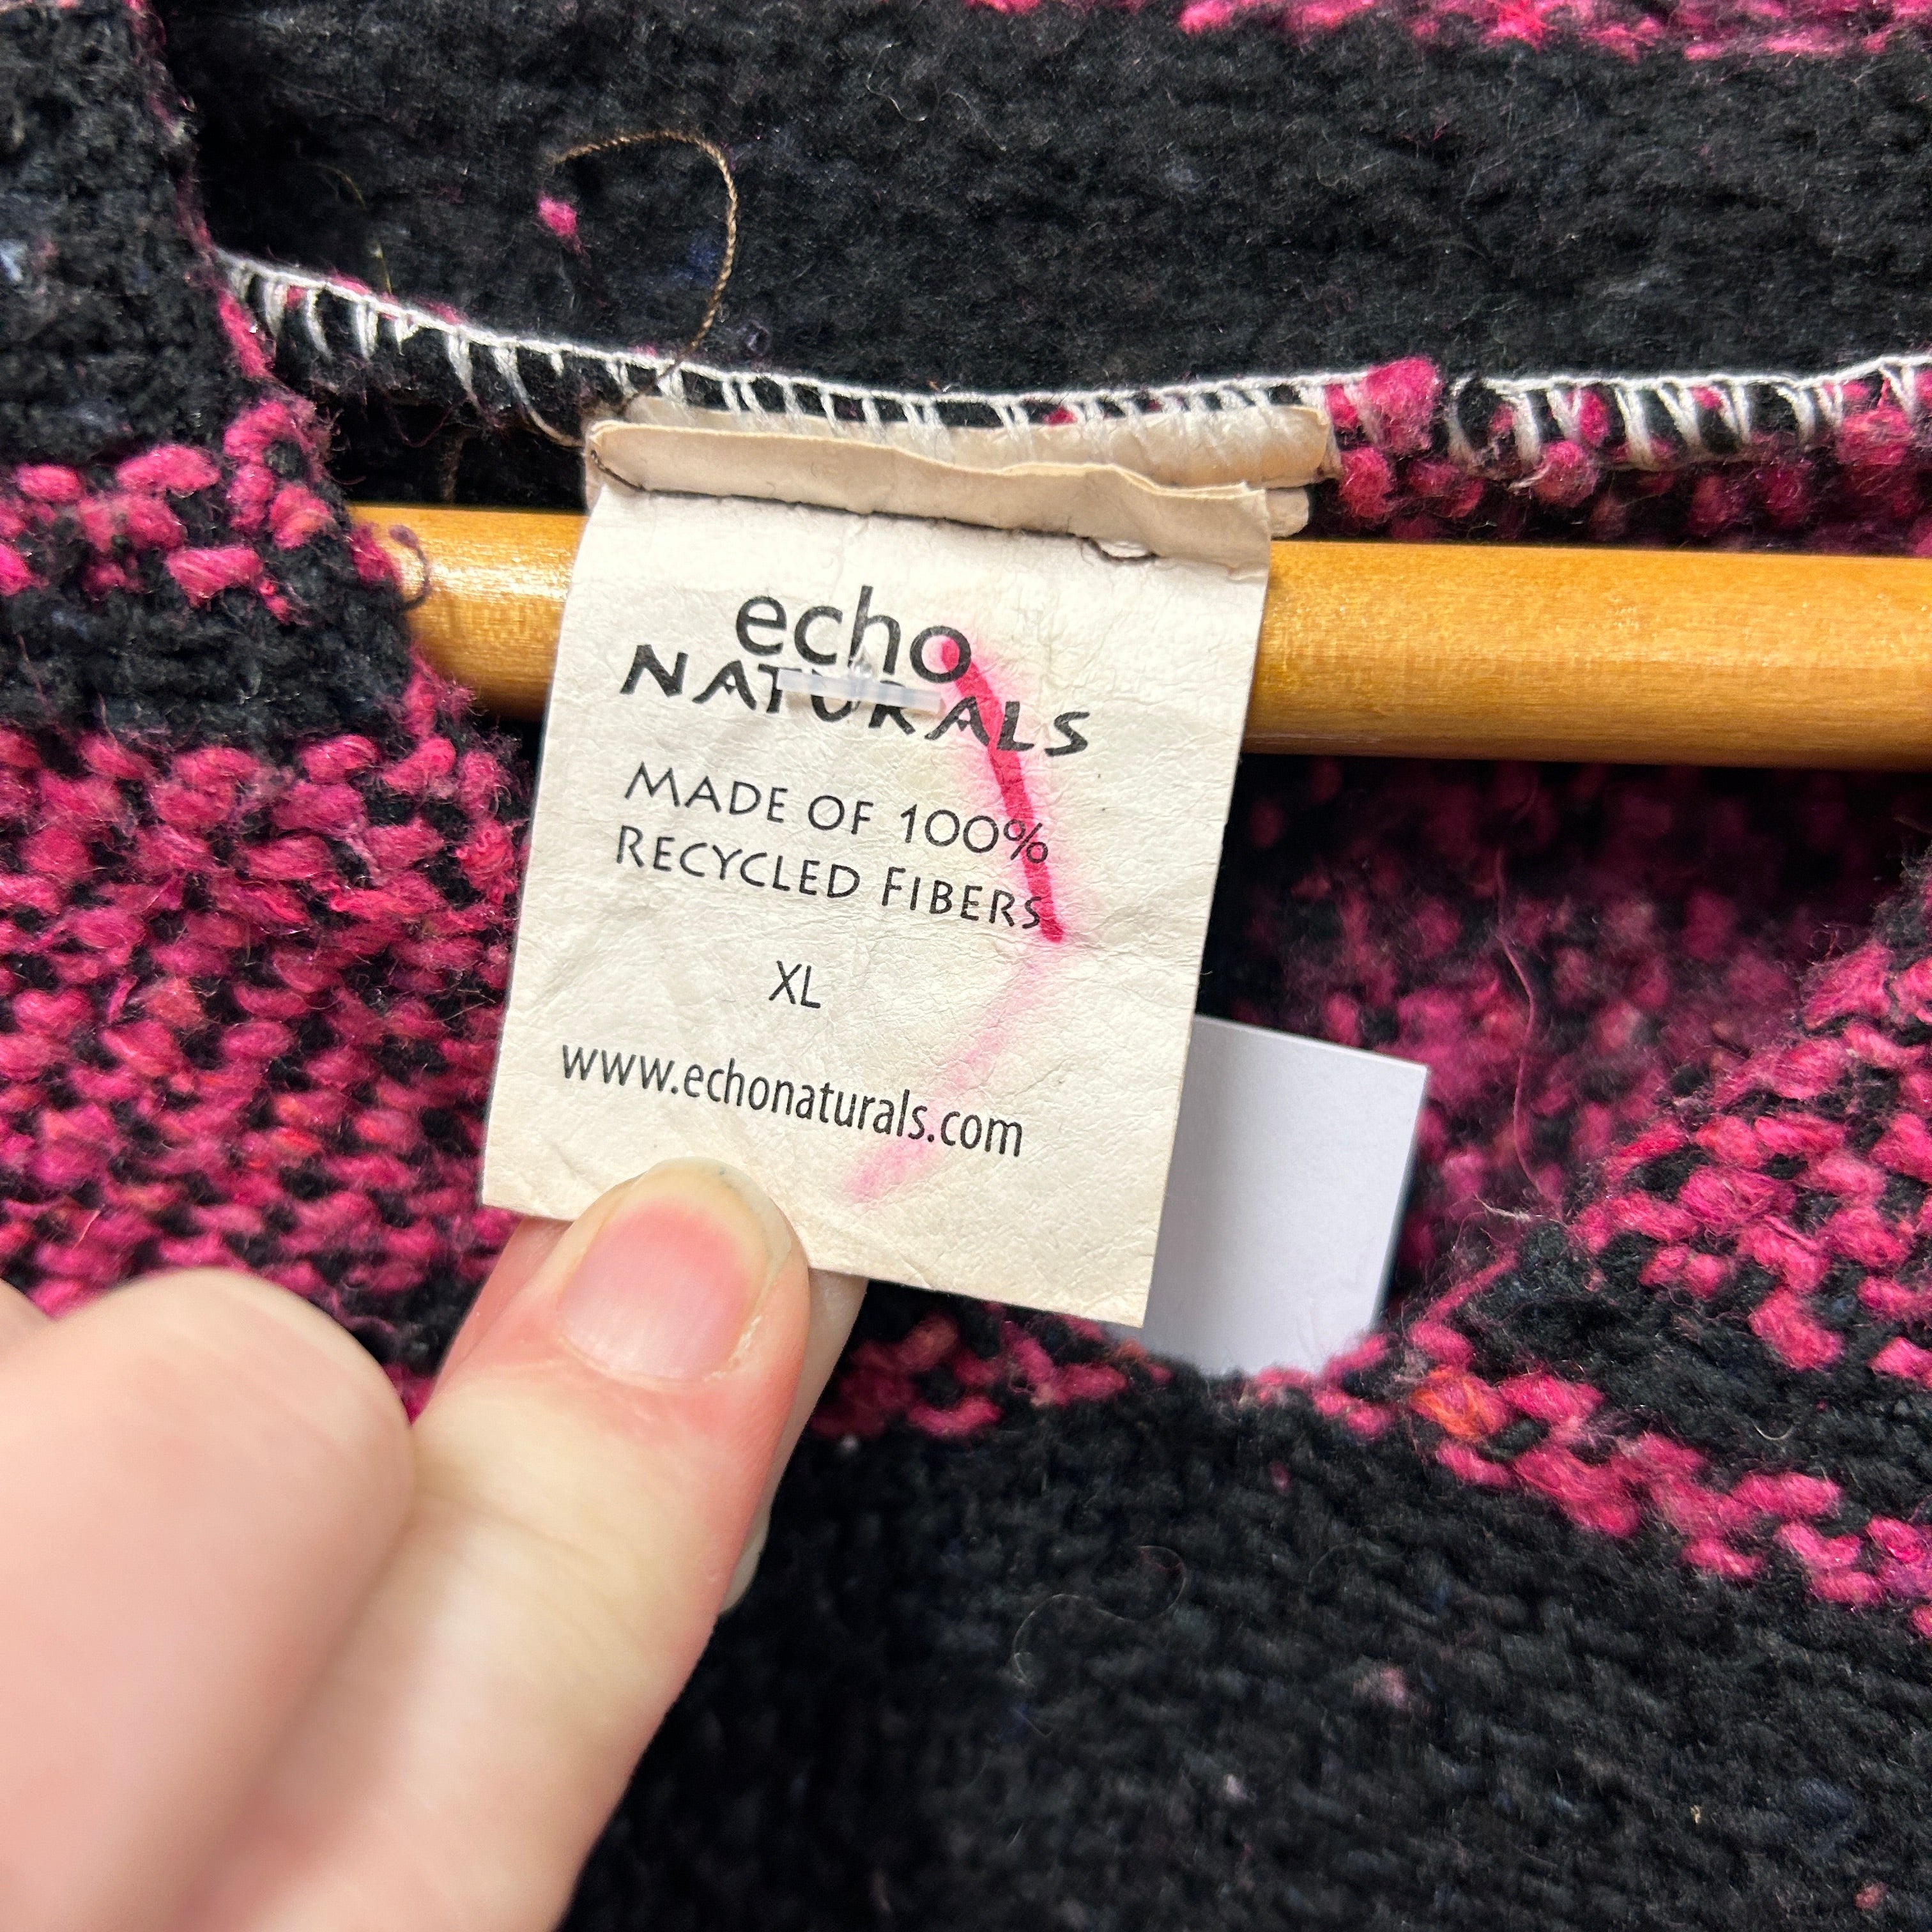 echo
NATURALS
MADE OF 100%
RECYCLED FIBERS
XL
www.echonaturals.com